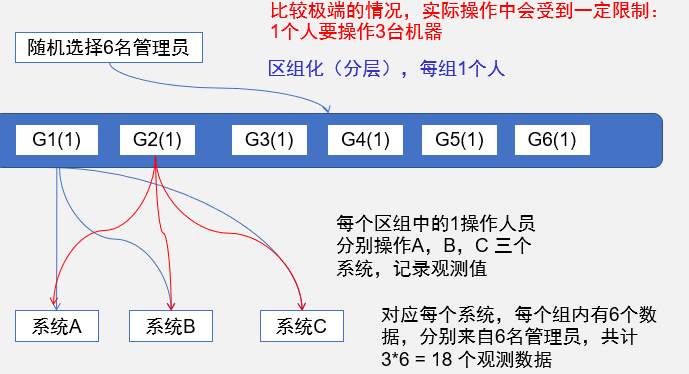 比较极端的情况，实际操作中会受到一定限制：
1个人要操作3台机器
随机选择6名管理员
区组化（分层），每组1个人
G1(1) G2(1) G3(1) G4(1) G5(1) G6(1)
每个区组中的1操作人员
分别操作A，B，C 三个
系统，记录观测值
系统A 系统B 系统C
对应每个系统，每个组内有6个数
据，分别来自6名管理员，共计
3*6 = 18 个观测数据